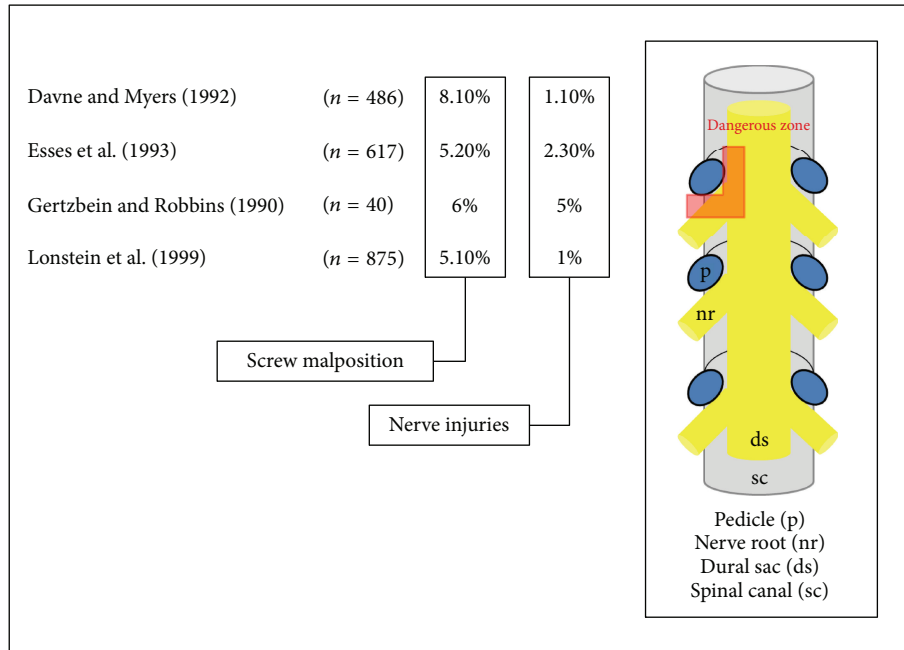 Davne and Myers (1992) (n = 486) 8.10% 1.10%
Esses et al. (1993) (n = 617) 5.20% 2.30%
Gertzbein and Robbins (1990) (n = 40) 6% 5%
Lonstein et al. (1999) (n = 875) 5.10% 1%
Screw malposition
Nerve injuries
Dangerous zone
p
nr
ds
sc
Pedicle (p)
Nerve root (nr)
Dural sac (ds)
Spinal canal (sc)